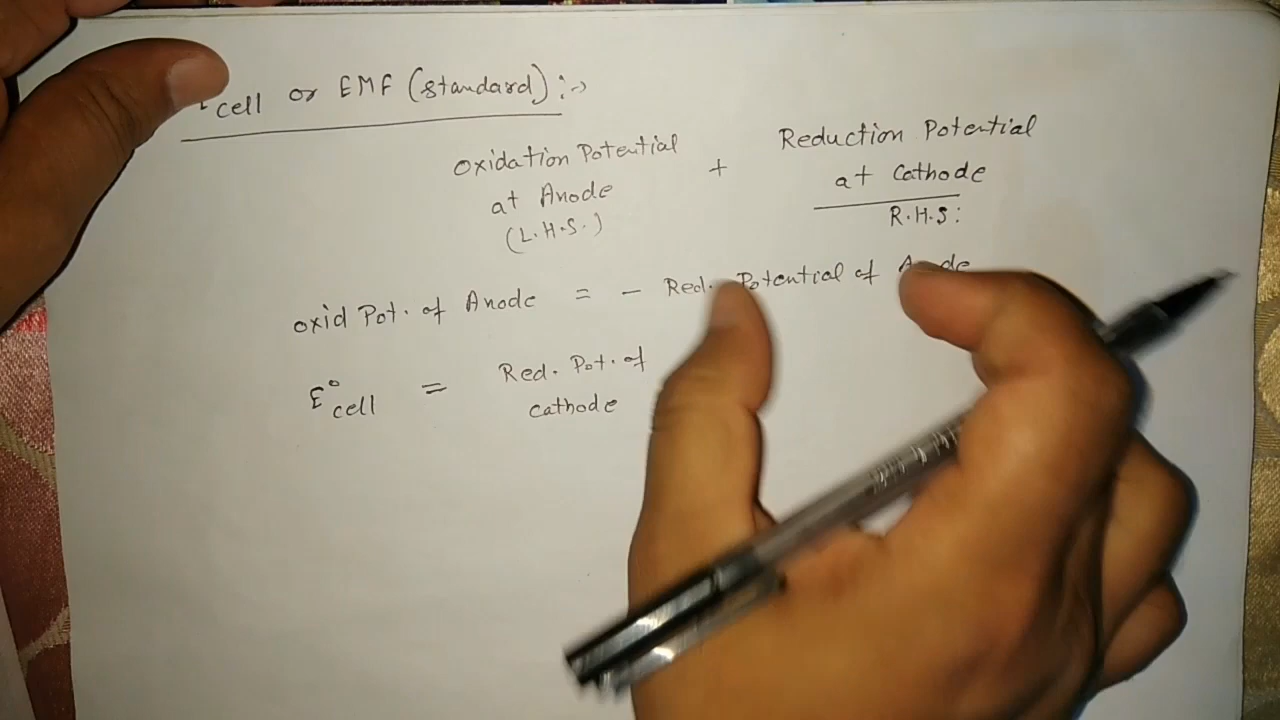 cell or EMF (standard) :->
Oxidation Potential + Reduction Potential
at Anode at Cathode
(L.H.S.) R.H.S:
Oxid Pot. of Anode = - Red. Potential of
E°cell = Red. Pot. of
cathode